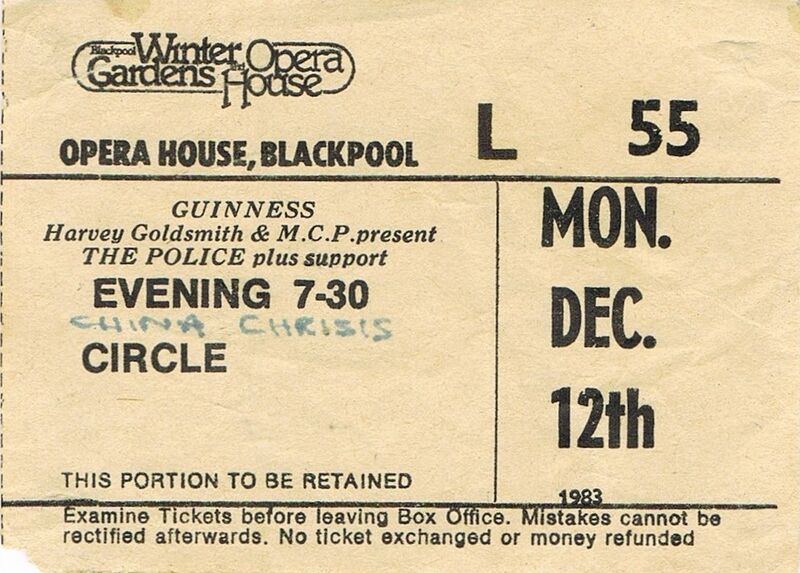 Blackpool Winter Gardens and Opera House
OPERA HOUSE, BLACKPOOL
L 55
GUINNESS
Harvey Goldsmith & M.C.P.present
THE POLICE plus support
EVENING 7-30
CHINA CHRISIS
CIRCLE
THIS PORTION TO BE RETAINED
MON.
DEC.
12th
1983
Examine Tickets before leaving Box Office. Mistakes cannot be
rectified afterwards. No ticket exchanged or money refunded